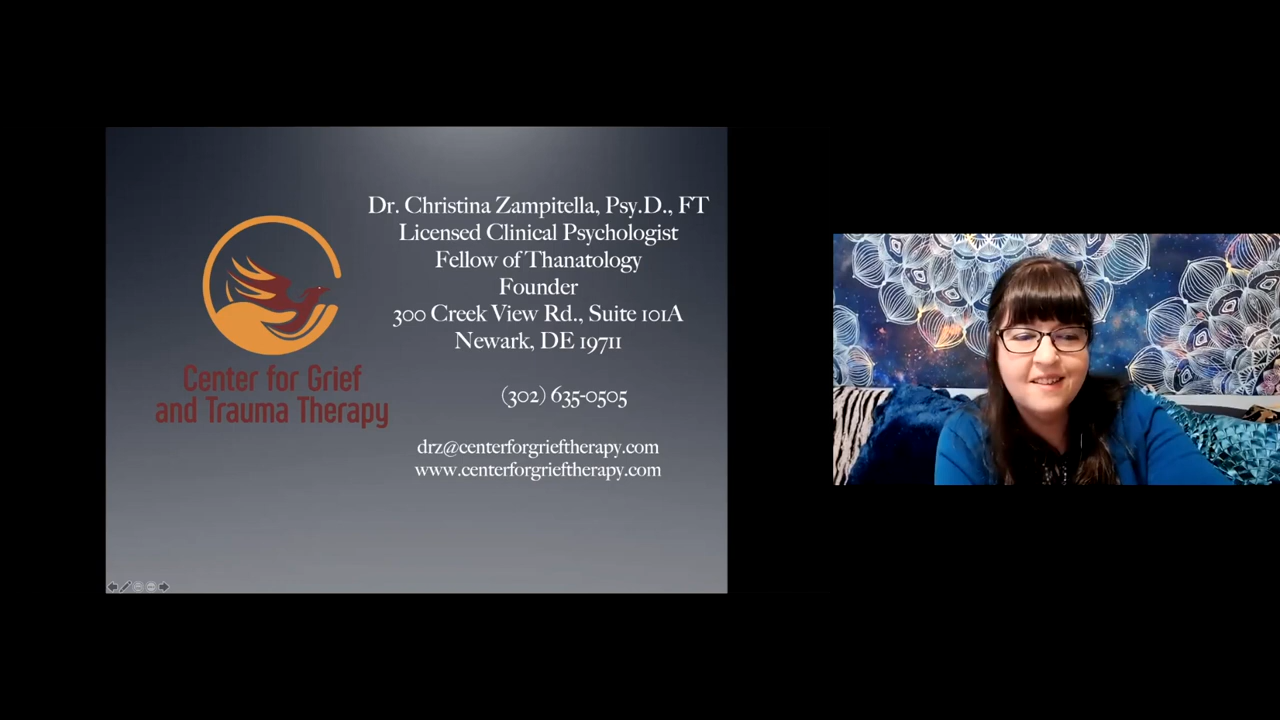 Dr. Christina Zampitella, Psy.D., FT
Licensed Clinical Psychologist
Fellow of Thanatology
Founder
300 Creek View Rd., Suite 101A
Newark, DE 19711
(302) 635-0505
drz@centerforgrieftherapy.com
www.centerforgrieftherapy.com
Center for Grief
and Trauma Therapy